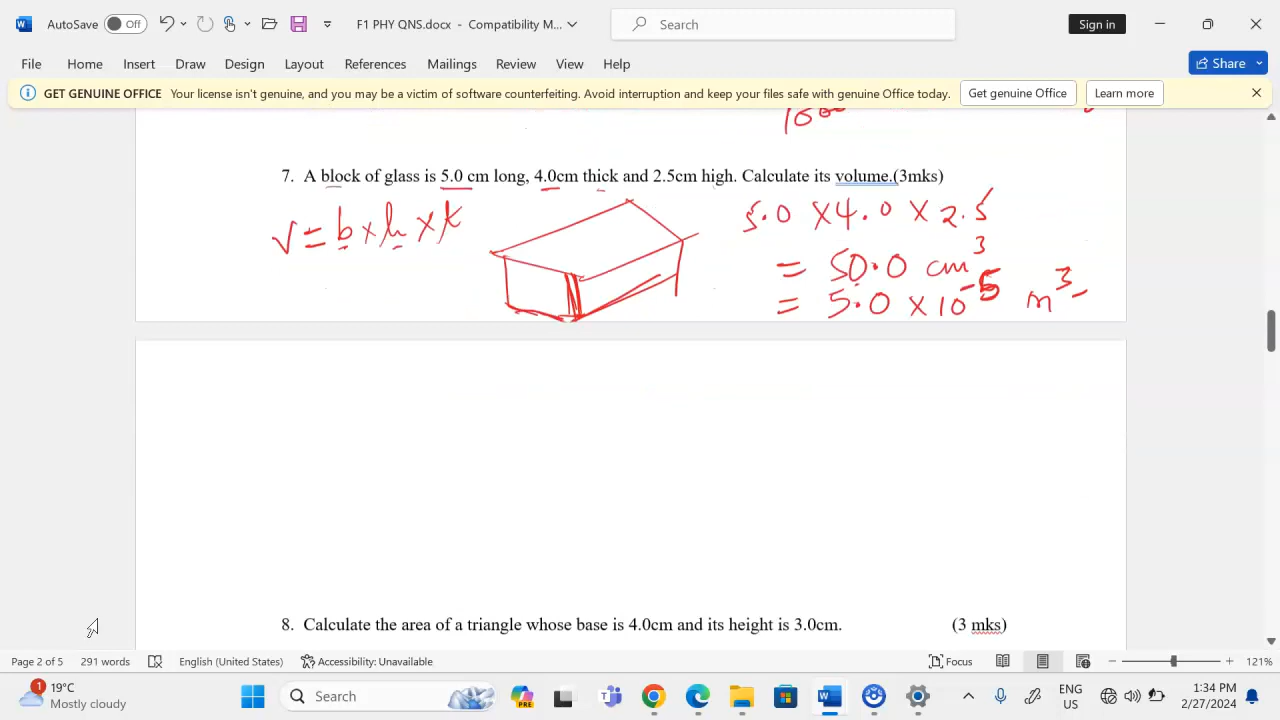 AutoSave Off F1 PHY QNS.docx - Compatibility M... Search Sign in
File Home Insert Draw Design Layout References Mailings Review View Help Share
GET GENUINE OFFICE Your license isn't genuine, and you may be a victim of software counterfeiting. Avoid interruption and keep your files safe with genuine Office today. Get genuine Office Learn more
7. A block of glass is 5.0 cm long, 4.0cm thick and 2.5cm high. Calculate its volume.(3mks)
V = b x h x t
5.0 x 4.0 x 2.5
= 50.0 cm³
= 5.0 x 10⁻⁵ m³
8. Calculate the area of a triangle whose base is 4.0cm and its height is 3.0cm. (3 mks)
Page 2 of 5 291 words English (United States) Accessibility: Unavailable Focus 121%
1 19°C
Mostly cloudy
Search
PRE
ENG
US
1:34 PM
2/27/2024